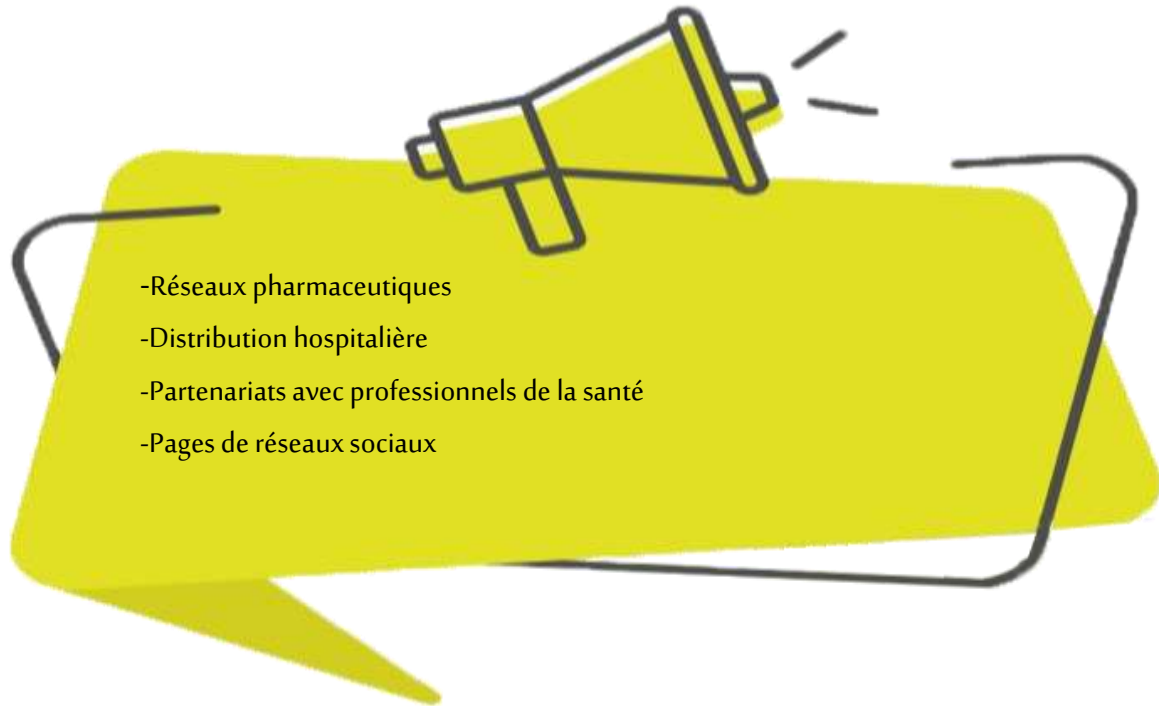 -Réseaux pharmaceutiques
-Distribution hospitalière
-Partenariats avec professionnels de la santé
-Pages de réseaux sociaux